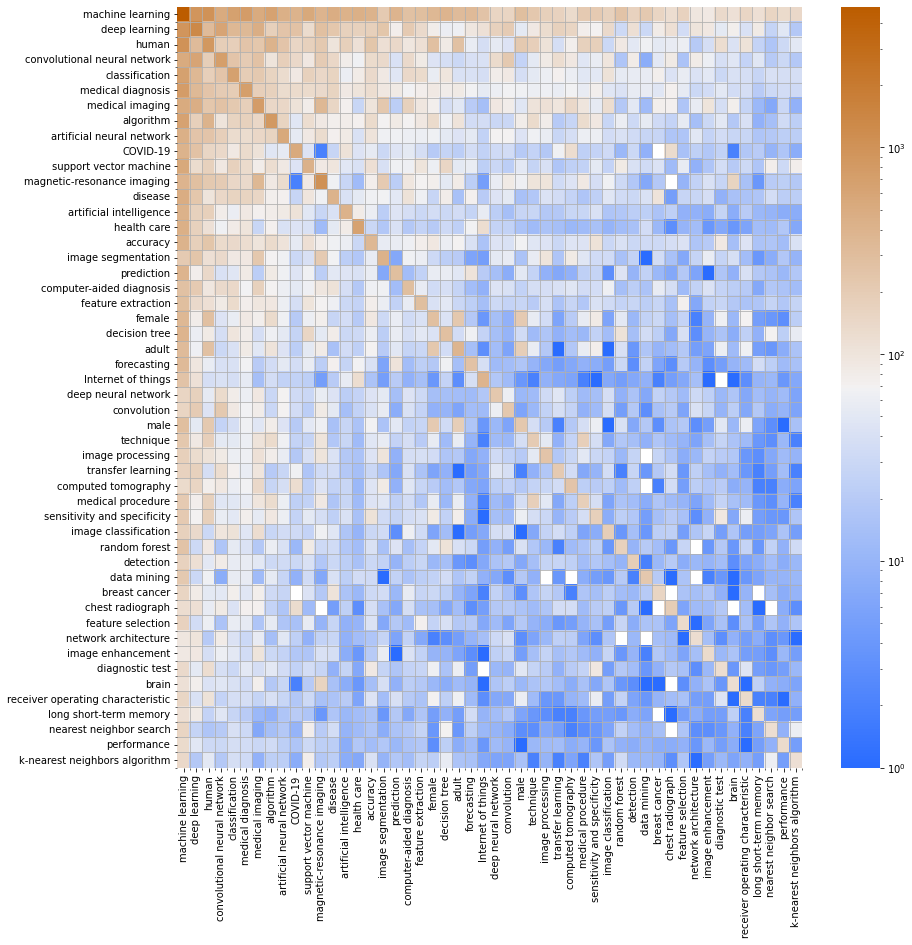 machine learning
deep learning
human
convolutional neural network
classification
medical diagnosis
medical imaging
algorithm
artificial neural network
COVID-19
support vector machine
magnetic-resonance imaging
disease
artificial intelligence
health care
accuracy
image segmentation
prediction
computer-aided diagnosis
feature extraction
female
decision tree
adult
forecasting
Internet of things
deep neural network
convolution
male
technique
image processing
transfer learning
computed tomography
medical procedure
sensitivity and specificity
image classification
random forest
detection
data mining
breast cancer
chest radiograph
feature selection
network architecture
image enhancement
diagnostic test
brain
receiver operating characteristic
long short-term memory
nearest neighbor search
performance
k-nearest neighbors algorithm
machine learning
deep learning
human
convolutional neural network
classification
medical diagnosis
medical imaging
algorithm
artificial neural network
COVID-19
support vector machine
magnetic-resonance imaging
disease
artificial intelligence
health care
accuracy
image segmentation
prediction
computer-aided diagnosis
feature extraction
female
decision tree
adult
forecasting
Internet of things
deep neural network
convolution
male
technique
image processing
transfer learning
computed tomography
medical procedure
sensitivity and specificity
image classification
random forest
detection
data mining
breast cancer
chest radiograph
feature selection
network architecture
image enhancement
diagnostic test
brain
receiver operating characteristic
long short-term memory
nearest neighbor search
performance
k-nearest neighbors algorithm
10³
10²
10¹
10⁰